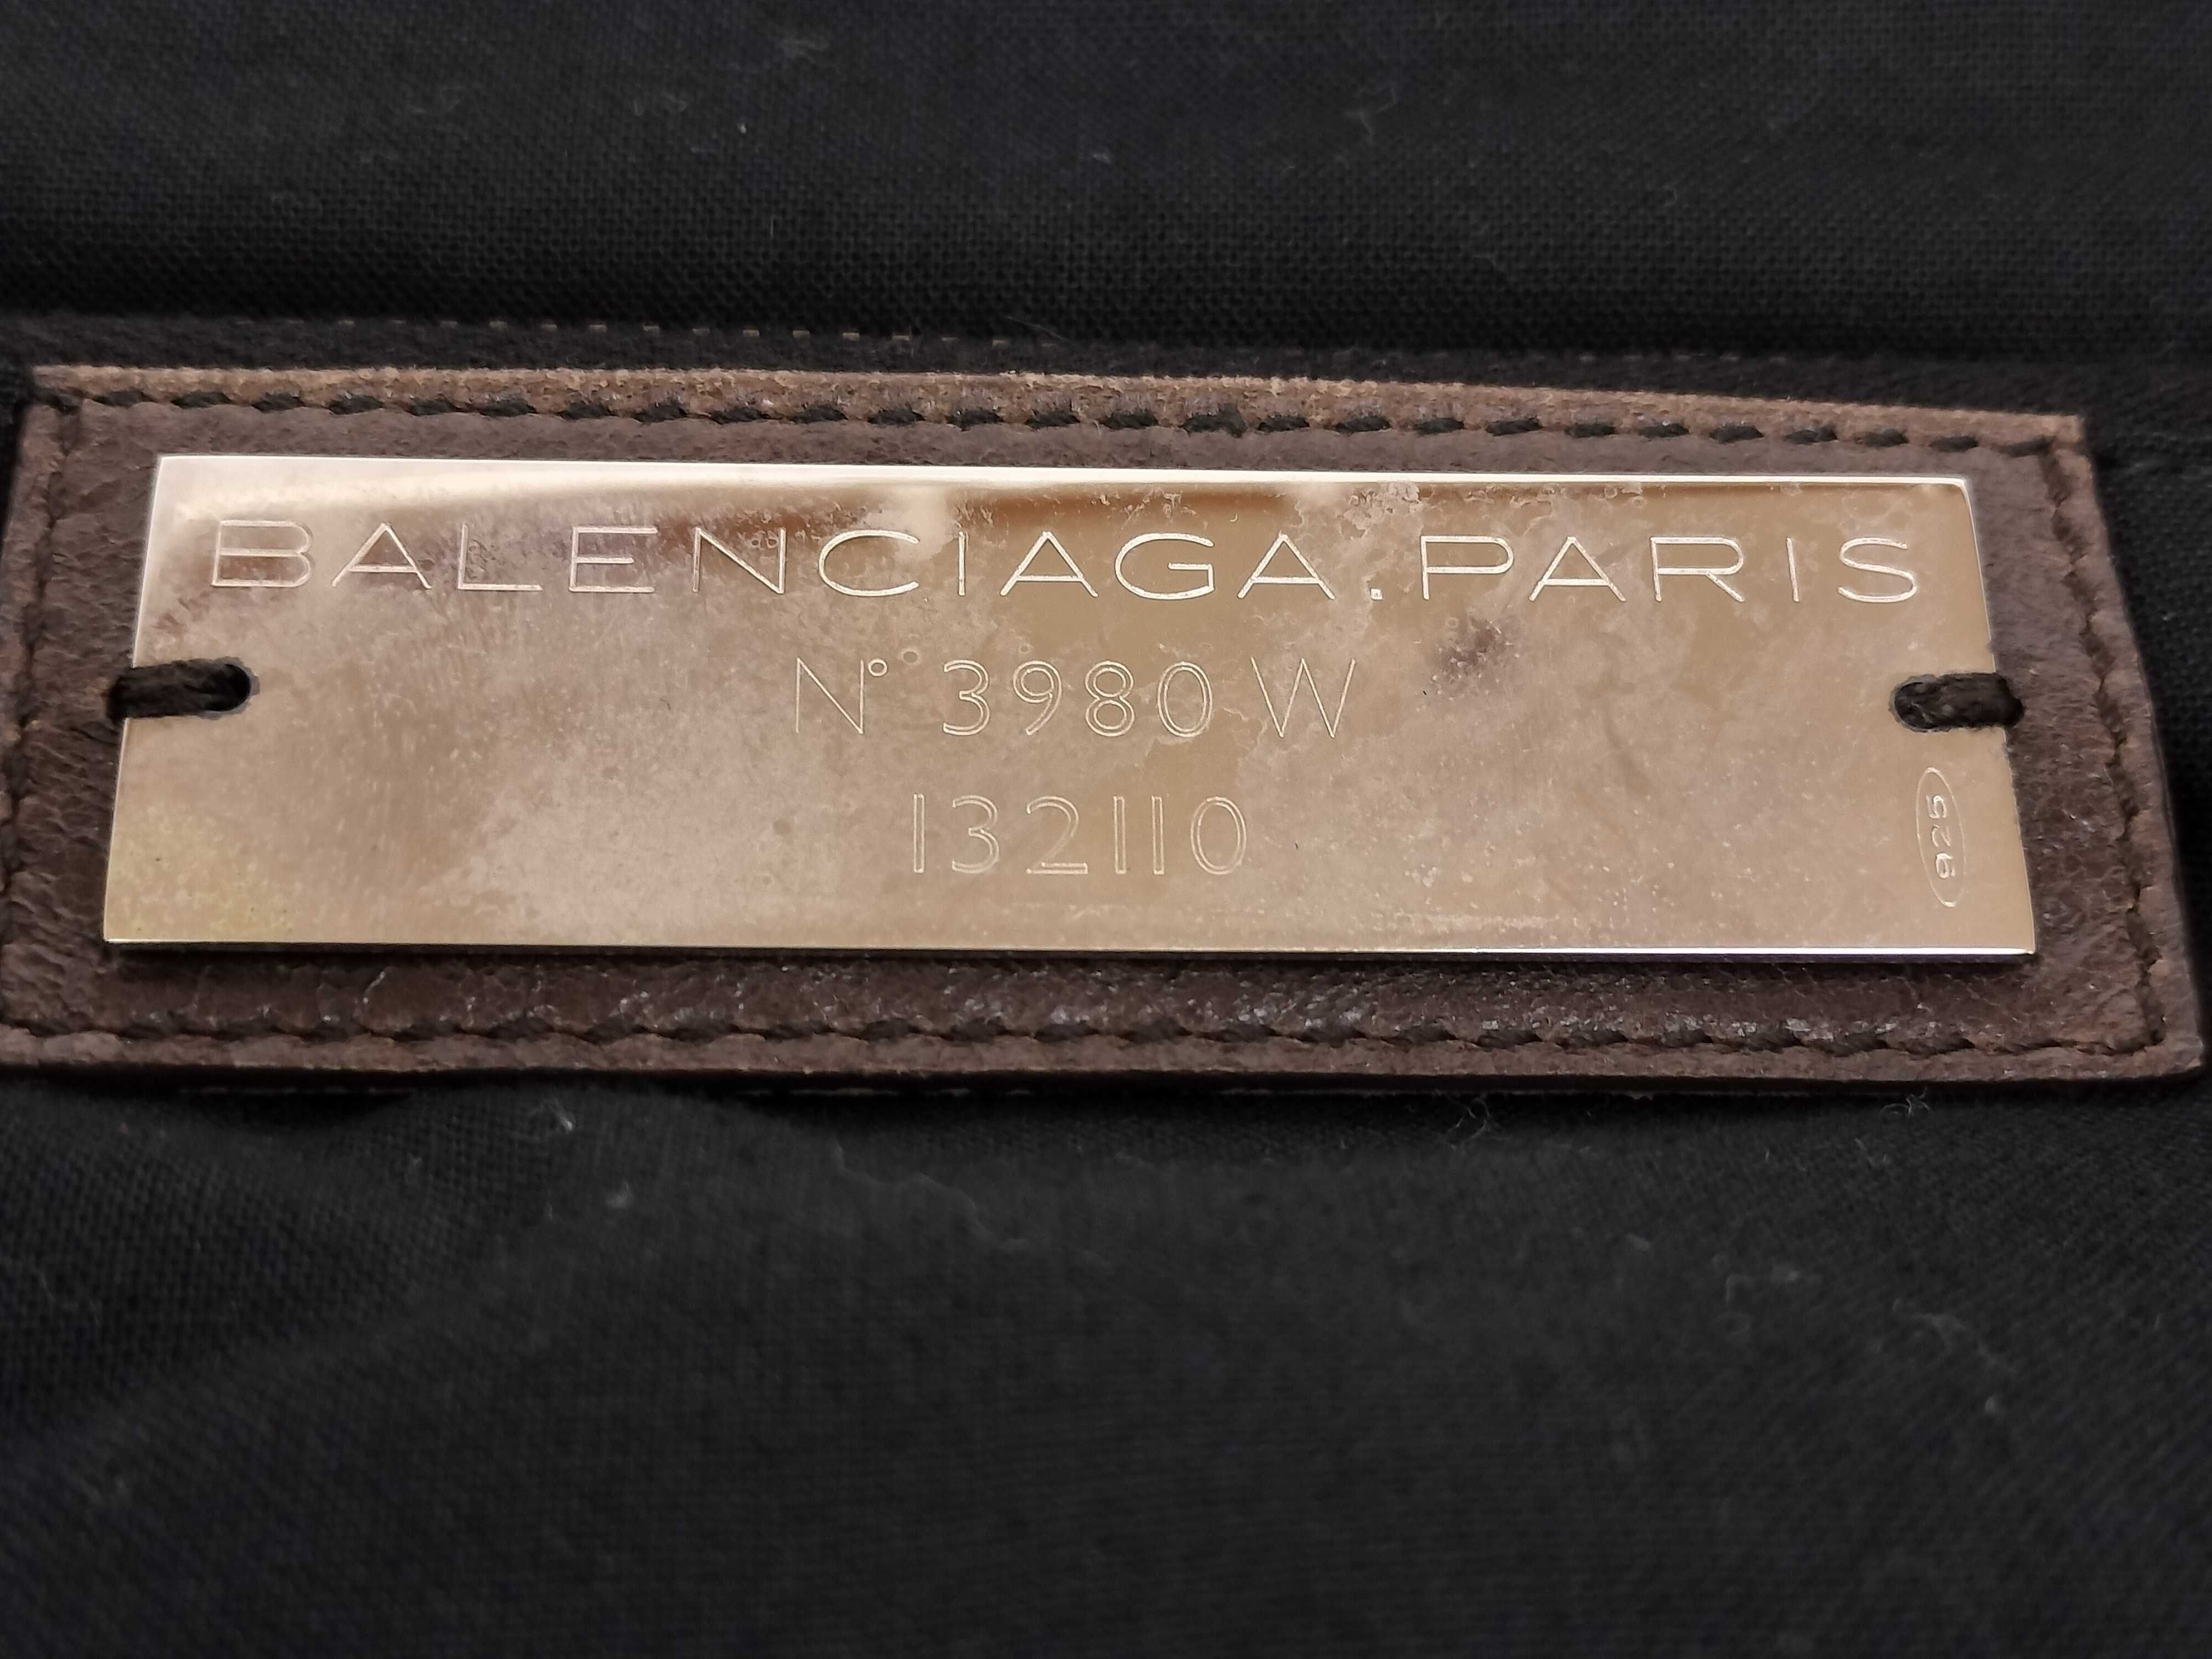 BALENCIAGA.PARIS
N° 3980 W
132110
925